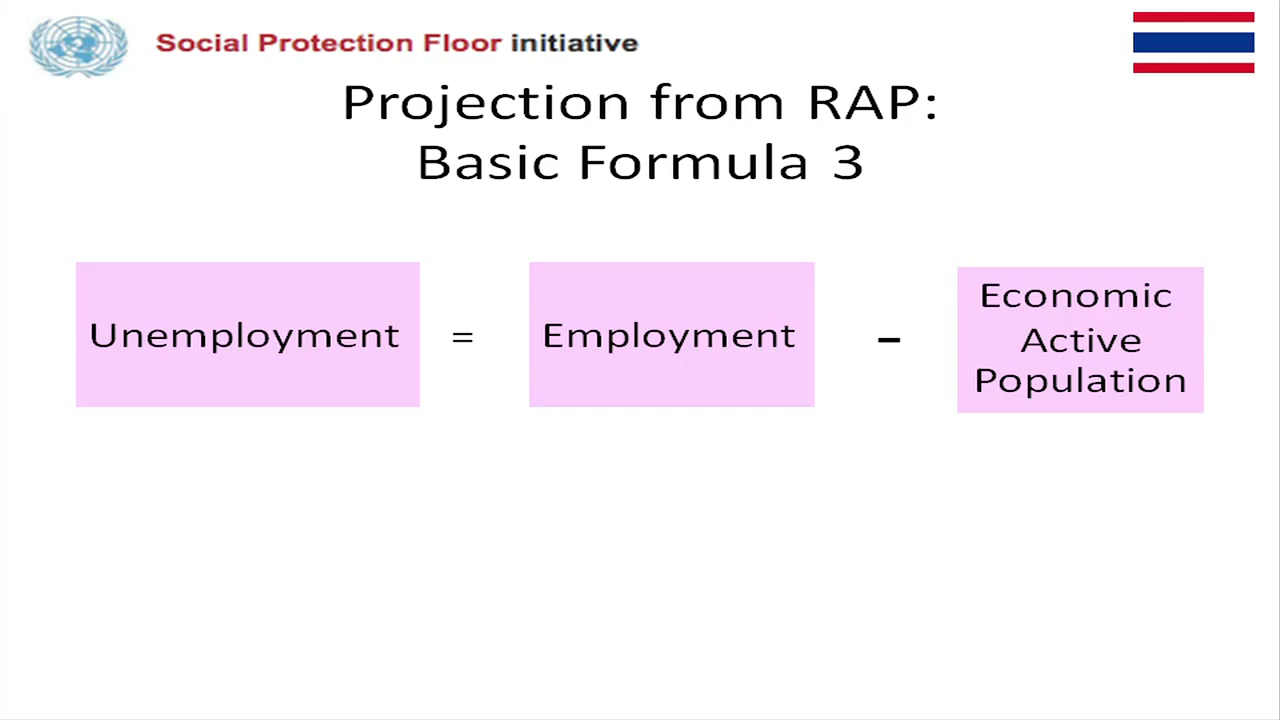 Social Protection Floor initiative
Projection from RAP:
Basic Formula 3
Unemployment = Employment – Economic
Active
Population